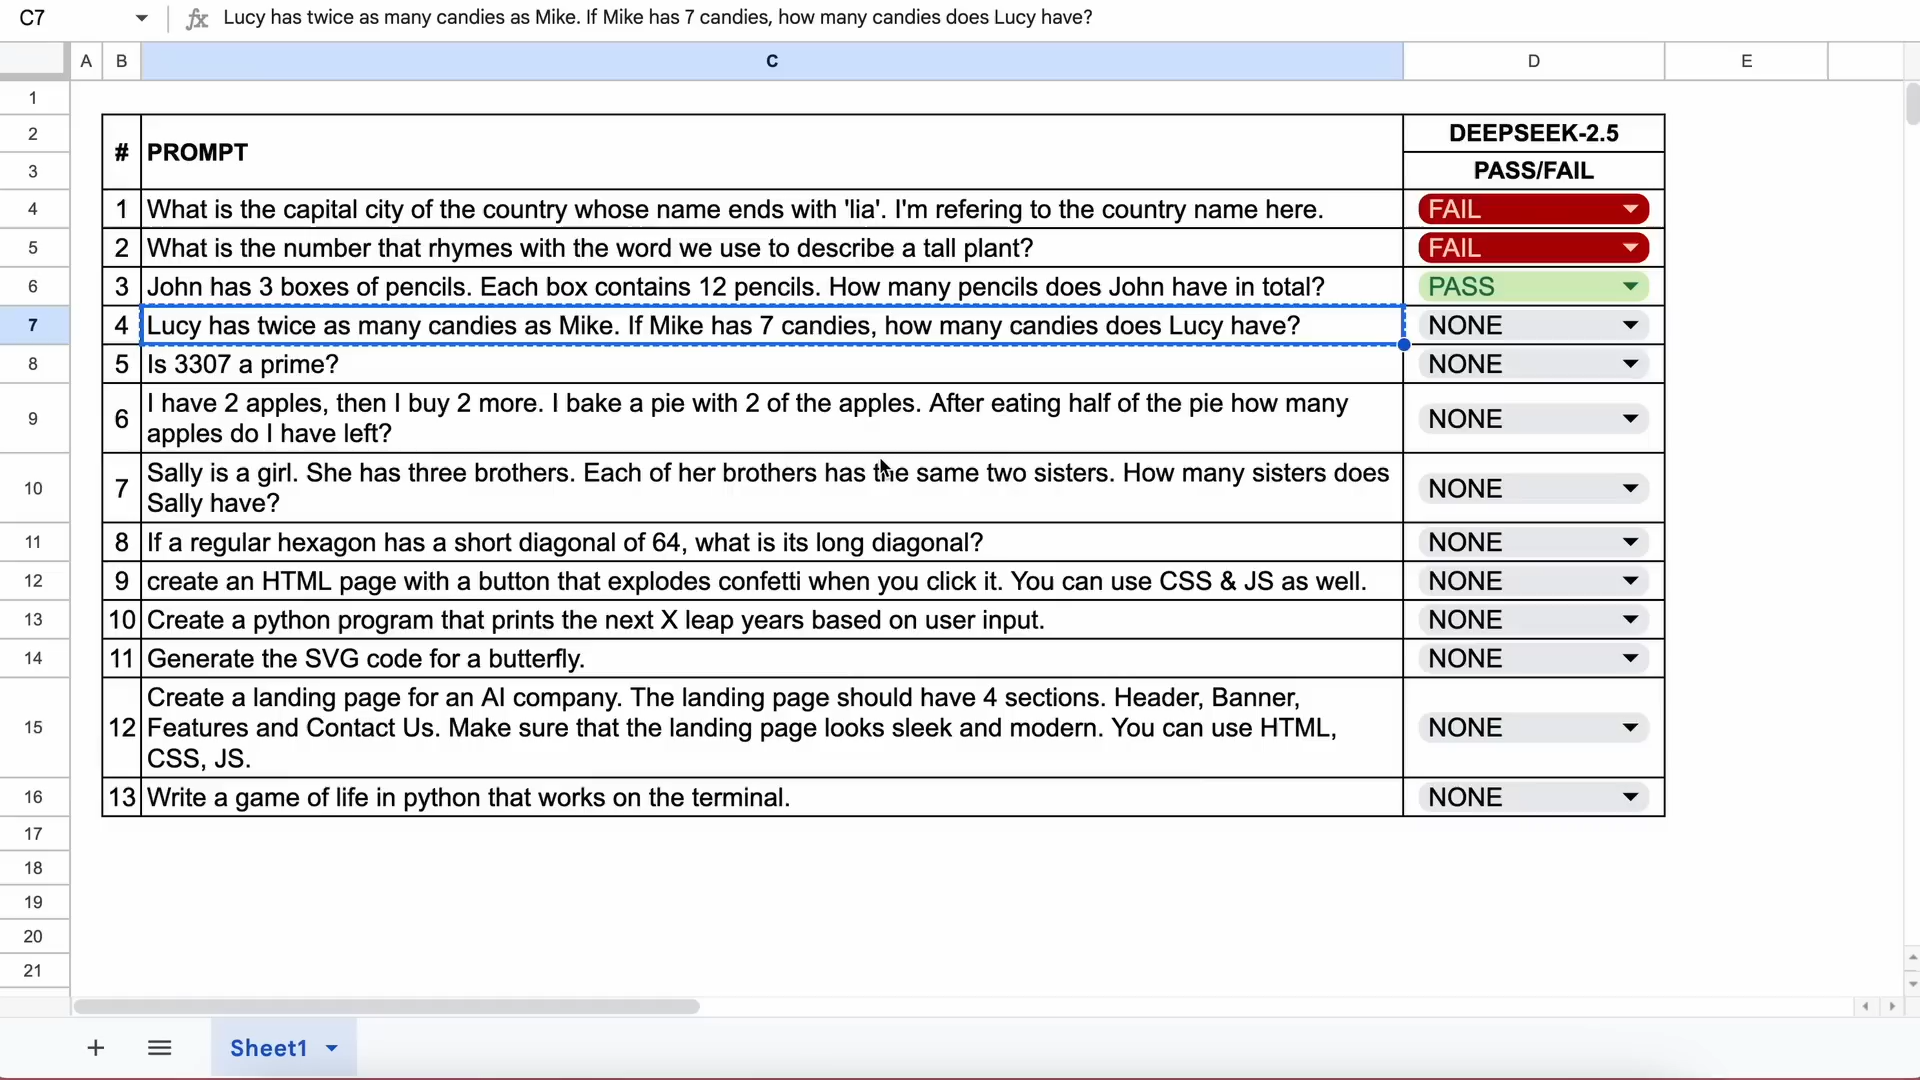 C7 fx Lucy has twice as many candies as Mike. If Mike has 7 candies, how many candies does Lucy have?
A B C D E
1
2 # PROMPT DEEPSEEK-2.5
3 PASS/FAIL
4 1 What is the capital city of the country whose name ends with 'lia'. I'm refering to the country name here. FAIL
5 2 What is the number that rhymes with the word we use to describe a tall plant? FAIL
6 3 John has 3 boxes of pencils. Each box contains 12 pencils. How many pencils does John have in total? PASS
7 4 Lucy has twice as many candies as Mike. If Mike has 7 candies, how many candies does Lucy have? NONE
8 5 Is 3307 a prime? NONE
9 6 I have 2 apples, then I buy 2 more. I bake a pie with 2 of the apples. After eating half of the pie how many
apples do I have left? NONE
10 7 Sally is a girl. She has three brothers. Each of her brothers has the same two sisters. How many sisters does
Sally have? NONE
11 8 If a regular hexagon has a short diagonal of 64, what is its long diagonal? NONE
12 9 create an HTML page with a button that explodes confetti when you click it. You can use CSS & JS as well. NONE
13 10 Create a python program that prints the next X leap years based on user input. NONE
14 11 Generate the SVG code for a butterfly. NONE
15 12 Create a landing page for an AI company. The landing page should have 4 sections. Header, Banner,
Features and Contact Us. Make sure that the landing page looks sleek and modern. You can use HTML,
CSS, JS. NONE
16 13 Write a game of life in python that works on the terminal. NONE
17
18
19
20
21
Sheet1